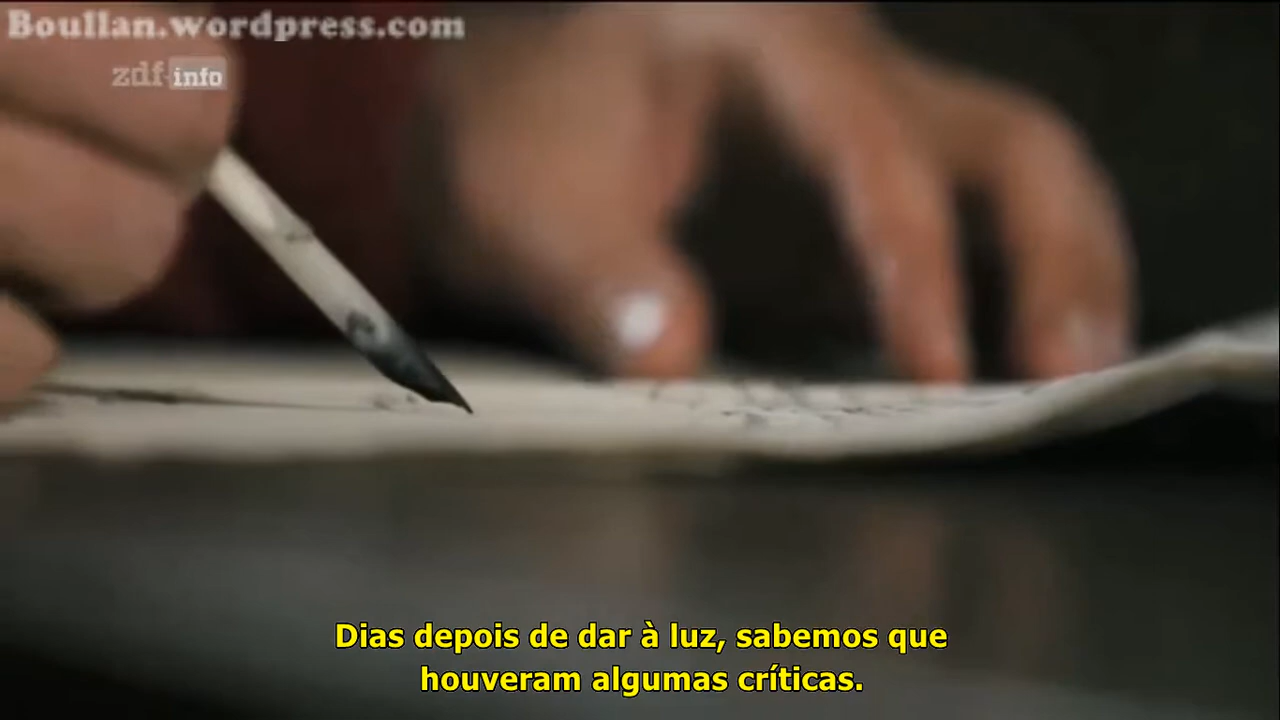 Boullan.wordpress.com
zdf info
Dias depois de dar à luz, sabemos que
houveram algumas críticas.